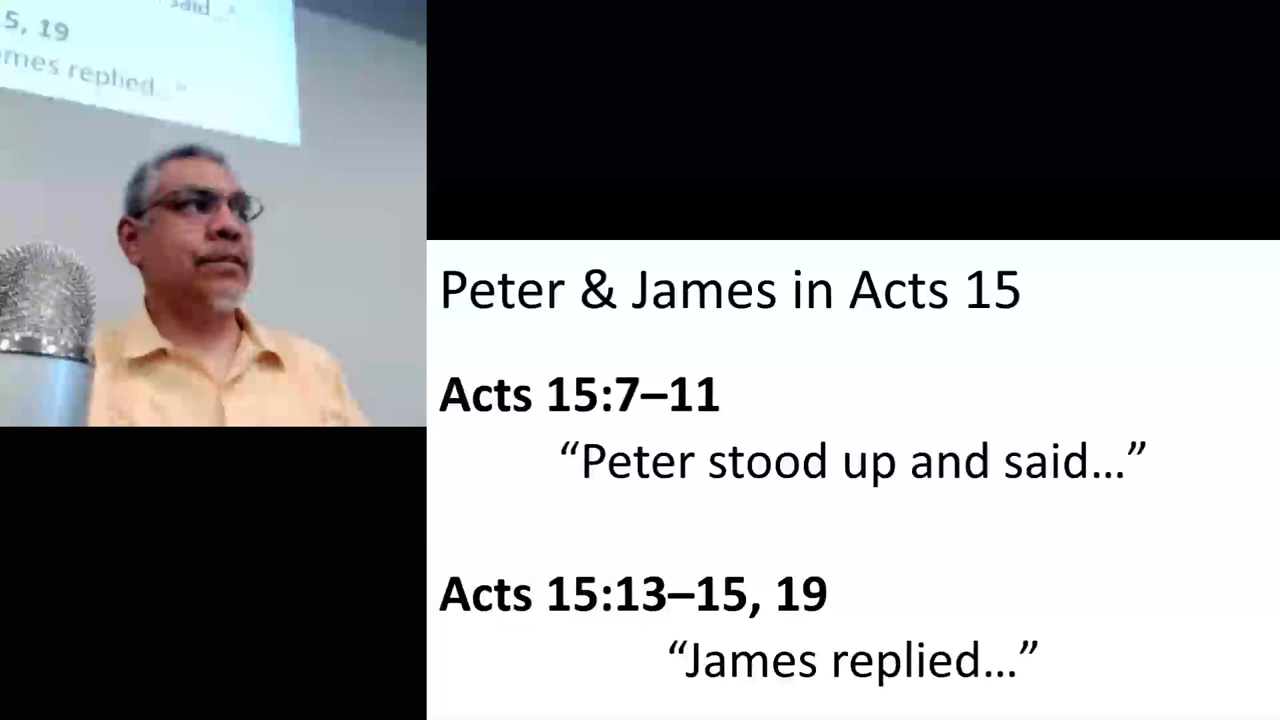 said…”
5, 19
mes replied…”
Peter & James in Acts 15
Acts 15:7–11
“Peter stood up and said…”
Acts 15:13–15, 19
“James replied…”